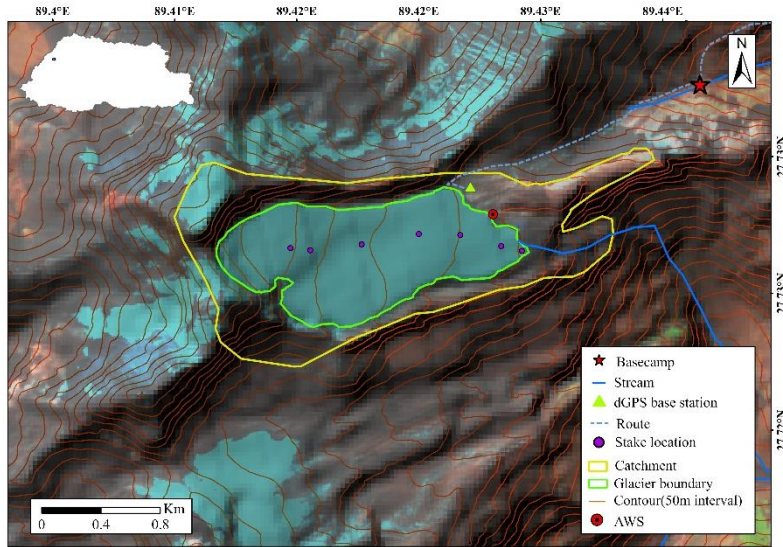 89.4°E 89.41°E 89.42°E 89.42°E 89.43°E 89.44°E
N
27.73°N
27.73°N
27.72°N
Basecamp
Stream
dGPS base station
Route
Stake location
Catchment
Glacier boundary
Contour(50m interval)
AWS
Km
0 0.4 0.8